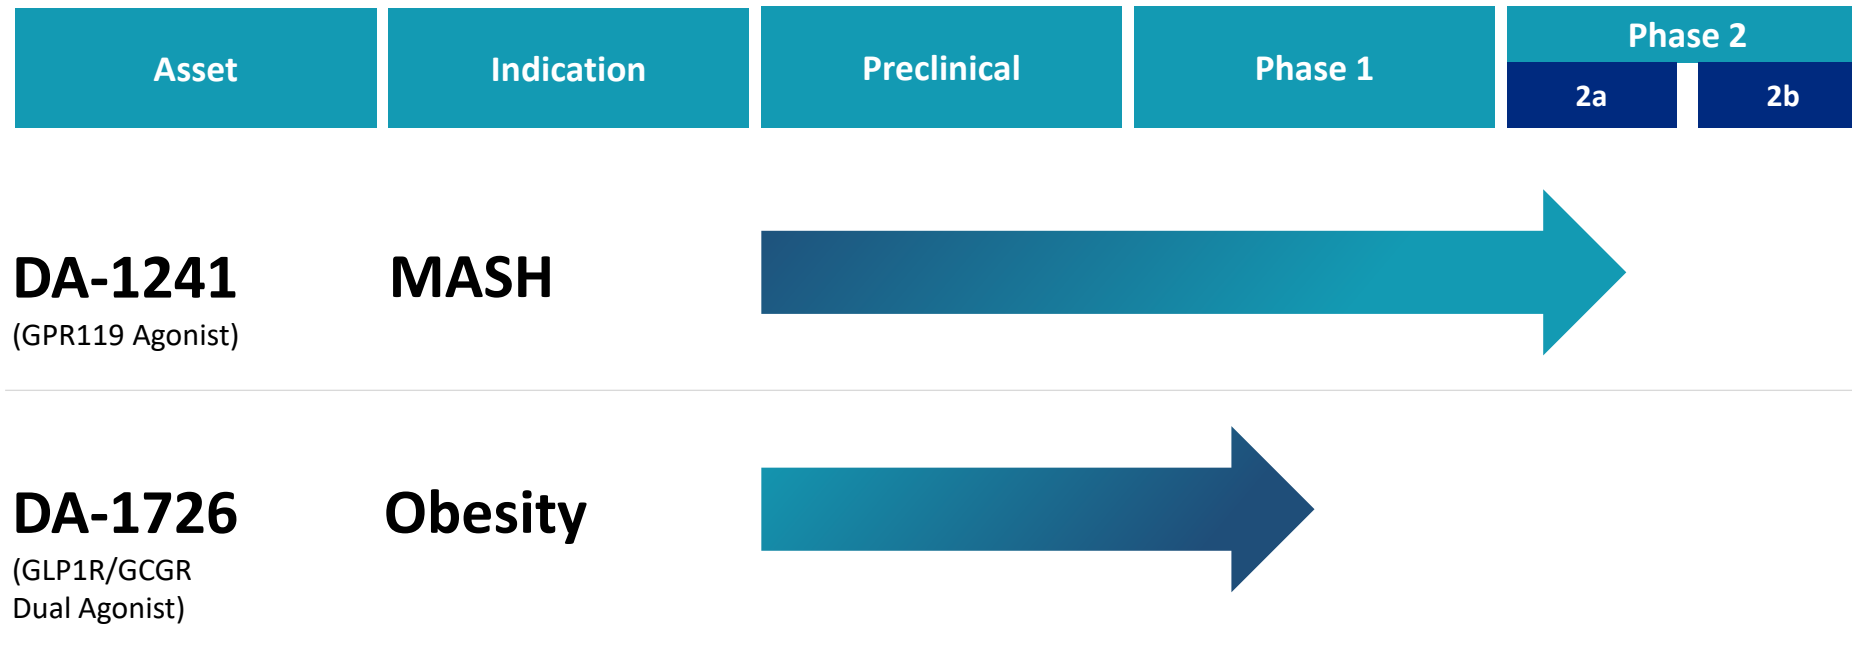 Asset
Indication
Preclinical
Phase 1
Phase 2
2a
2b
DA-1241
(GPR119 Agonist)
MASH
DA-1726
(GLP1R/GCGR
Dual Agonist)
Obesity